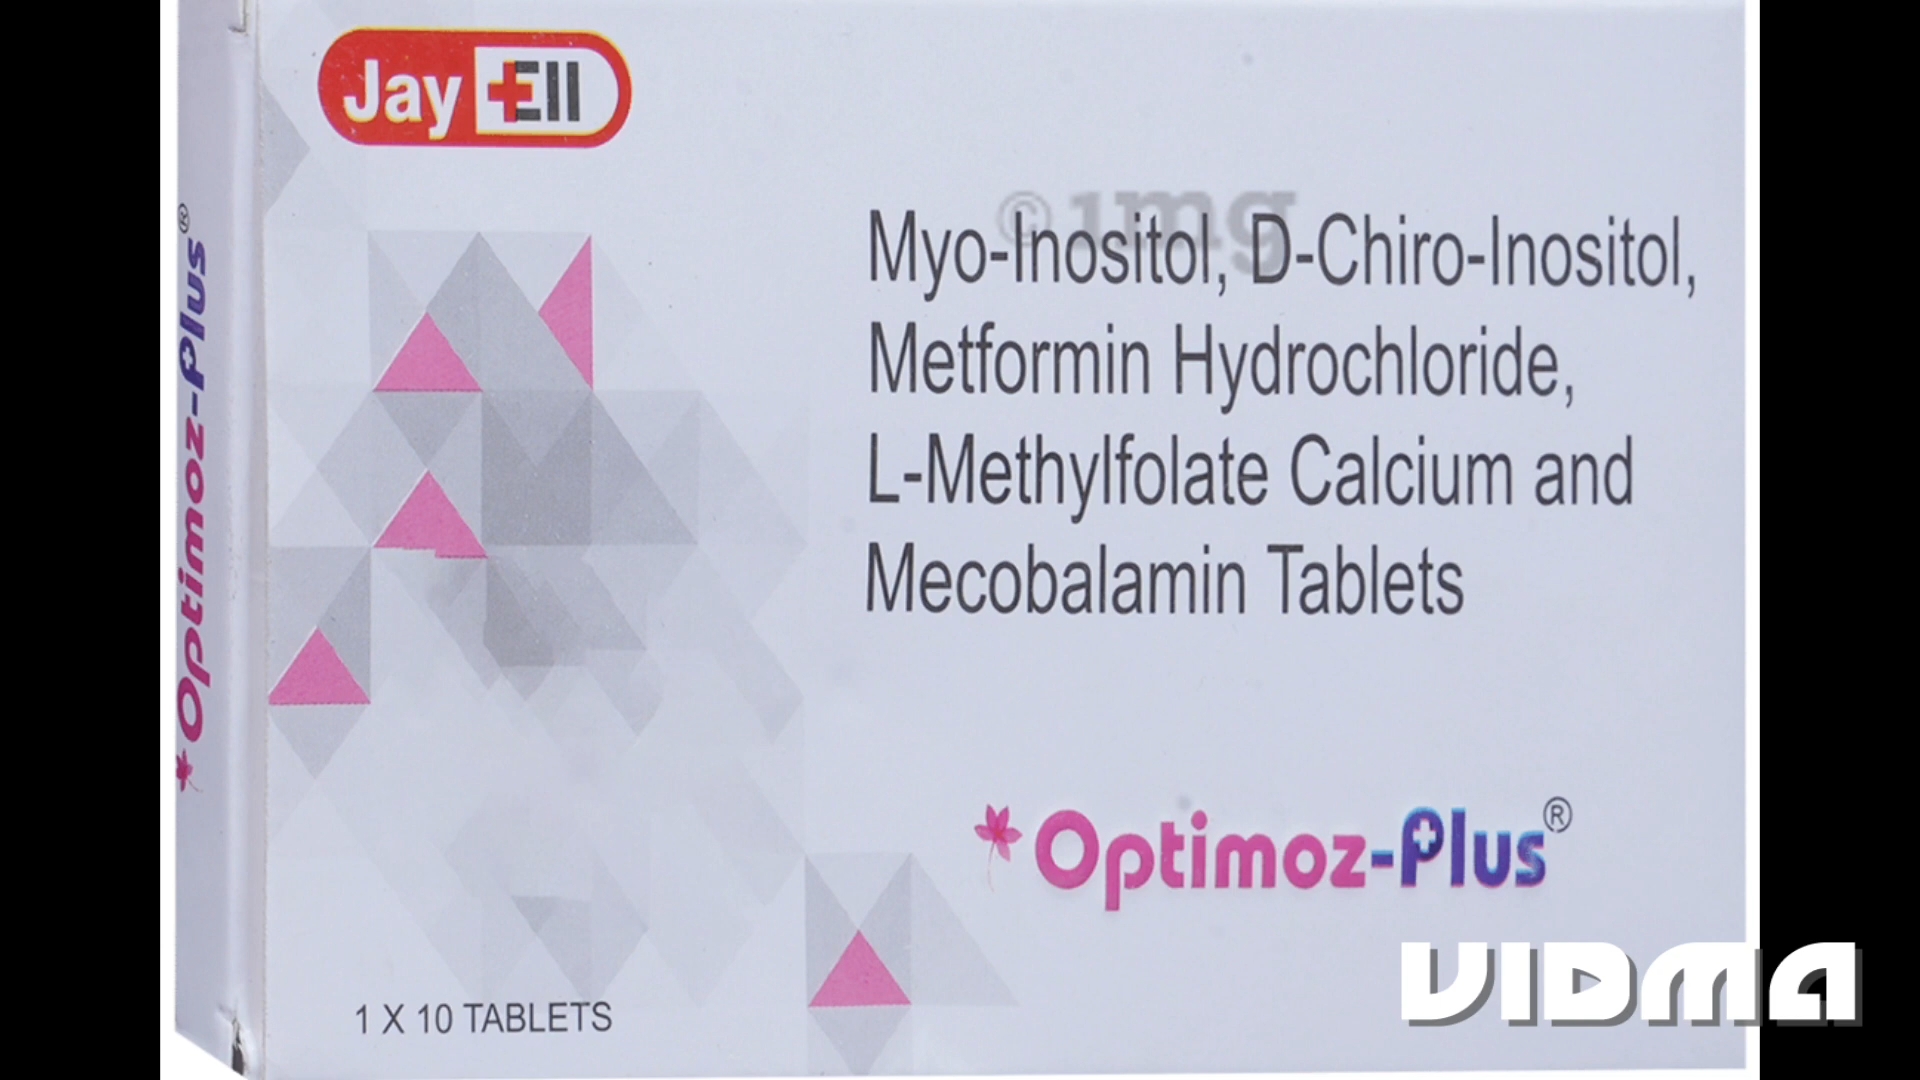 Jay Ell
© 1mg
Myo-Inositol, D-Chiro-Inositol,
Metformin Hydrochloride,
L-Methylfolate Calcium and
Mecobalamin Tablets
Optimoz-Plus®
Optimoz-Plus®
1 X 10 TABLETS
VIDMA